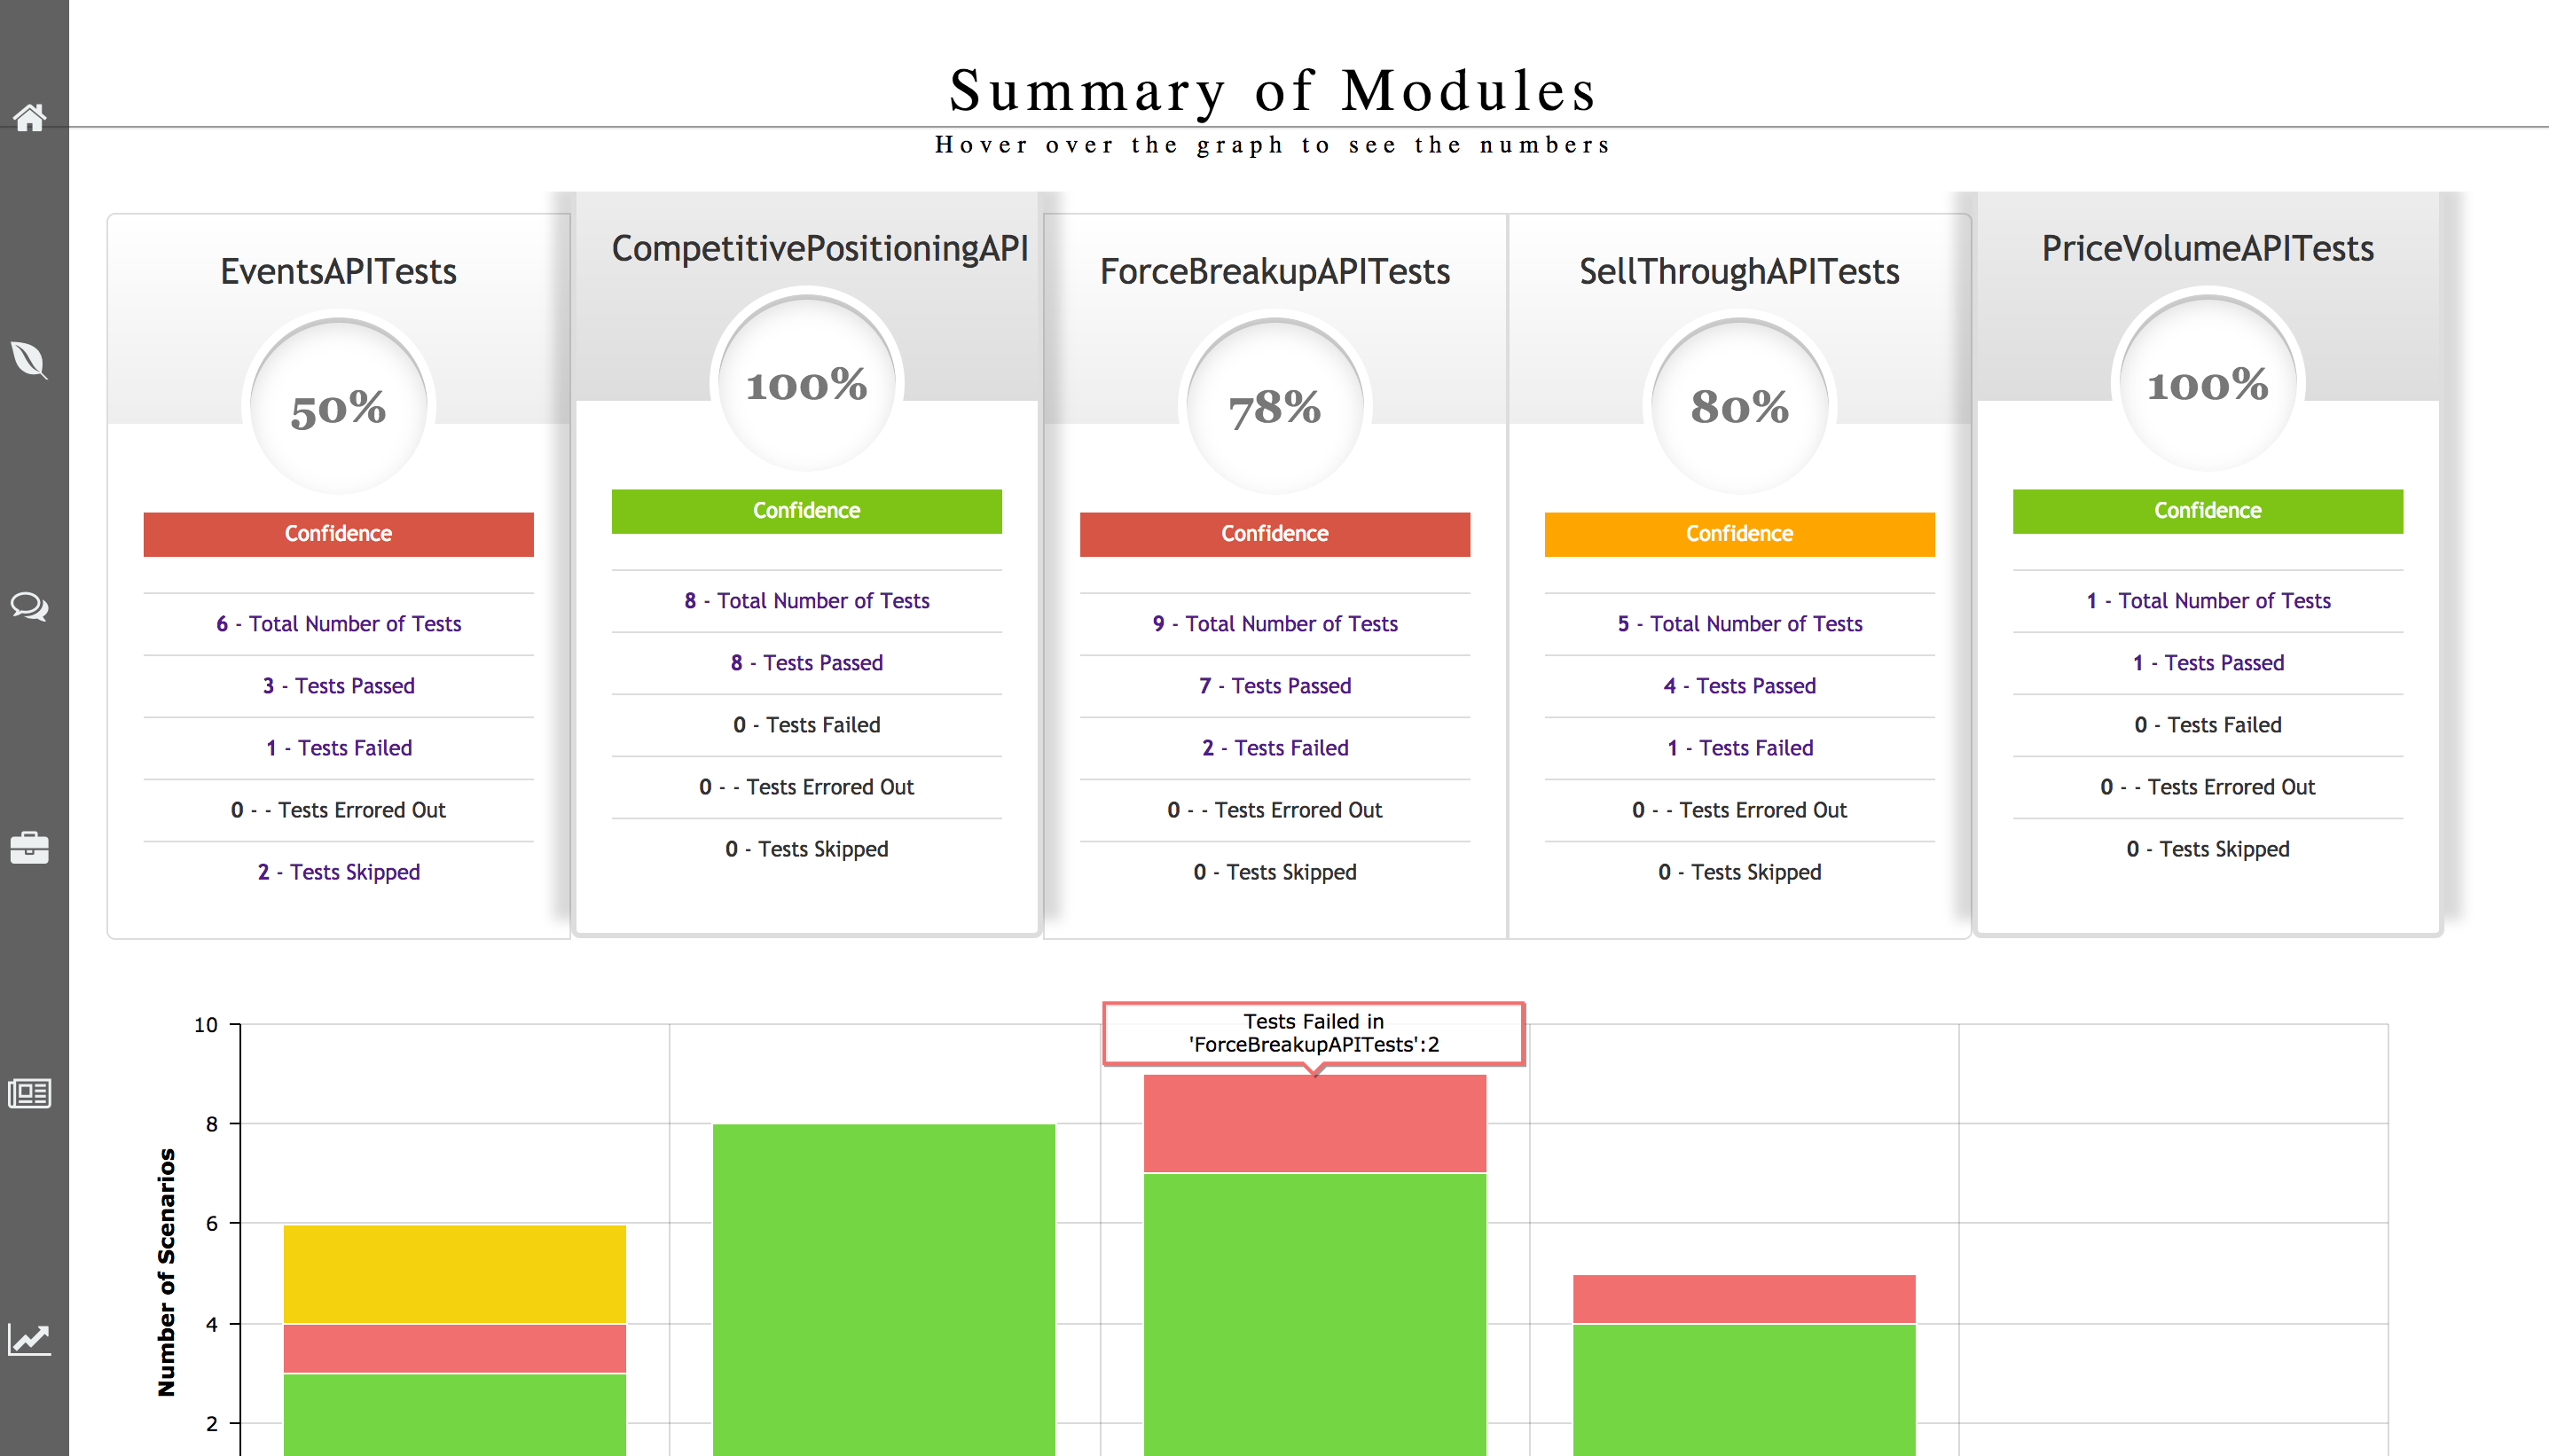 Summary of Modules
Hover over the graph to see the numbers
EventsAPITests
50%
Confidence
6 - Total Number of Tests
3 - Tests Passed
1 - Tests Failed
0 - - Tests Errored Out
2 - Tests Skipped
CompetitivePositioningAPI
100%
Confidence
8 - Total Number of Tests
8 - Tests Passed
0 - Tests Failed
0 - - Tests Errored Out
0 - Tests Skipped
ForceBreakupAPITests
78%
Confidence
9 - Total Number of Tests
7 - Tests Passed
2 - Tests Failed
0 - - Tests Errored Out
0 - Tests Skipped
SellThroughAPITests
80%
Confidence
5 - Total Number of Tests
4 - Tests Passed
1 - Tests Failed
0 - - Tests Errored Out
0 - Tests Skipped
PriceVolumeAPITests
100%
Confidence
1 - Total Number of Tests
1 - Tests Passed
0 - Tests Failed
0 - - Tests Errored Out
0 - Tests Skipped
Tests Failed in
'ForceBreakupAPITests':2
Number of Scenarios
10
8
6
4
2